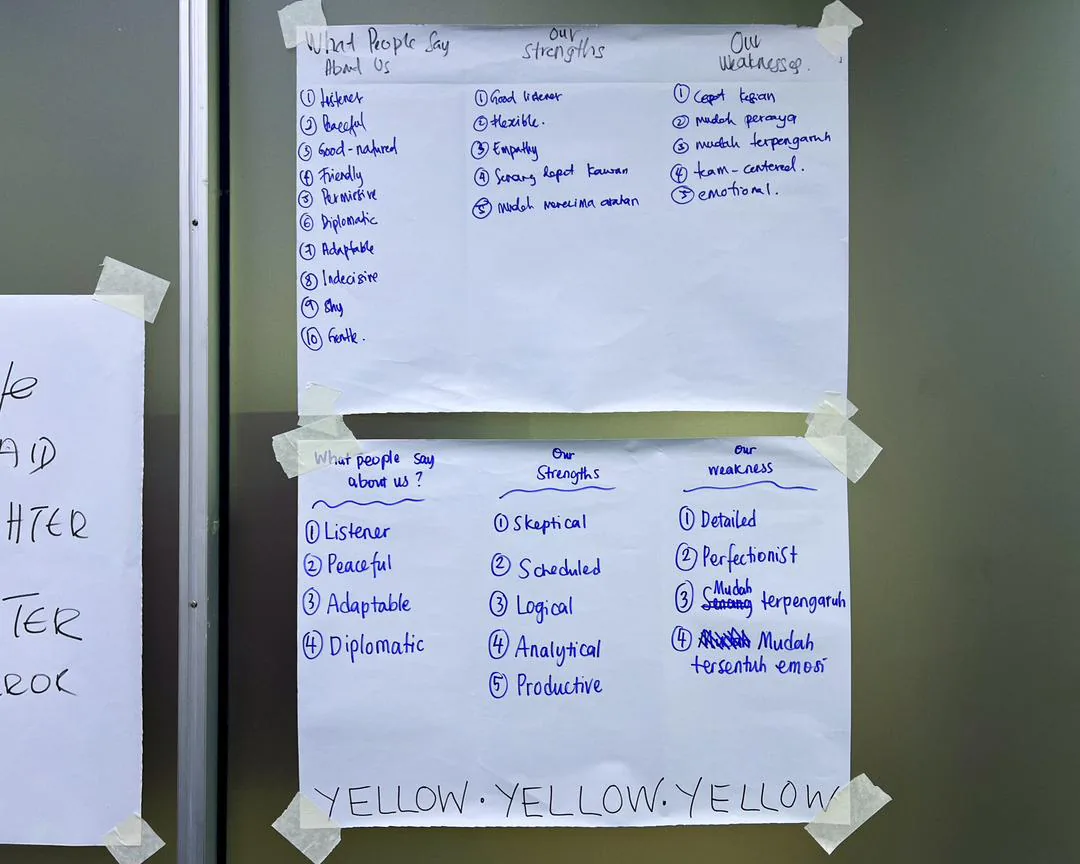 What People Say
About Us
① Listener
② Peaceful
③ Good-natured
④ Friendly
⑤ Permissive
⑥ Diplomatic
⑦ Adaptable
⑧ Indecisive
⑨ Shy
⑩ Gentle.
Our
Strengths
① Good listener
② Flexible.
③ Empathy
④ Senang dapat kawan
⑤ mudah menerima arahan
Our
Weaknesses.
① Cepat kesian
② mudah percaya
③ mudah terpengaruh
④ team-centered.
⑤ emotional.
What people say
about us?
① Listener
② Peaceful
③ Adaptable
④ Diplomatic
Our
Strengths
① Skeptical
② Scheduled
③ Logical
④ Analytical
⑤ Productive
Our
weakness
① Detailed
② Perfectionist
③ Mudah terpengaruh
④ Mudah
tersentuh emosi
YELLOW · YELLOW · YELLOW
AID
HTER
TER
ROK